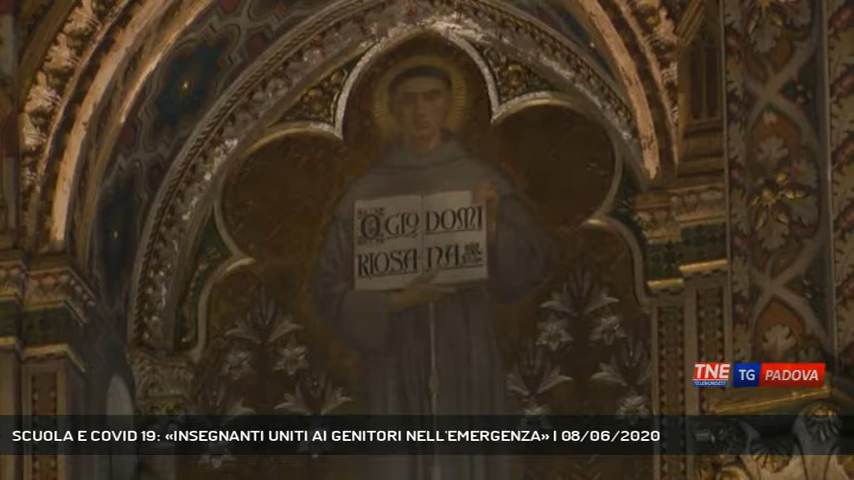 O GLO DOMI
RIOSA NA
TNE
TELENORDEST
TG PADOVA
SCUOLA E COVID 19: «INSEGNANTI UNITI AI GENITORI NELL'EMERGENZA» | 08/06/2020